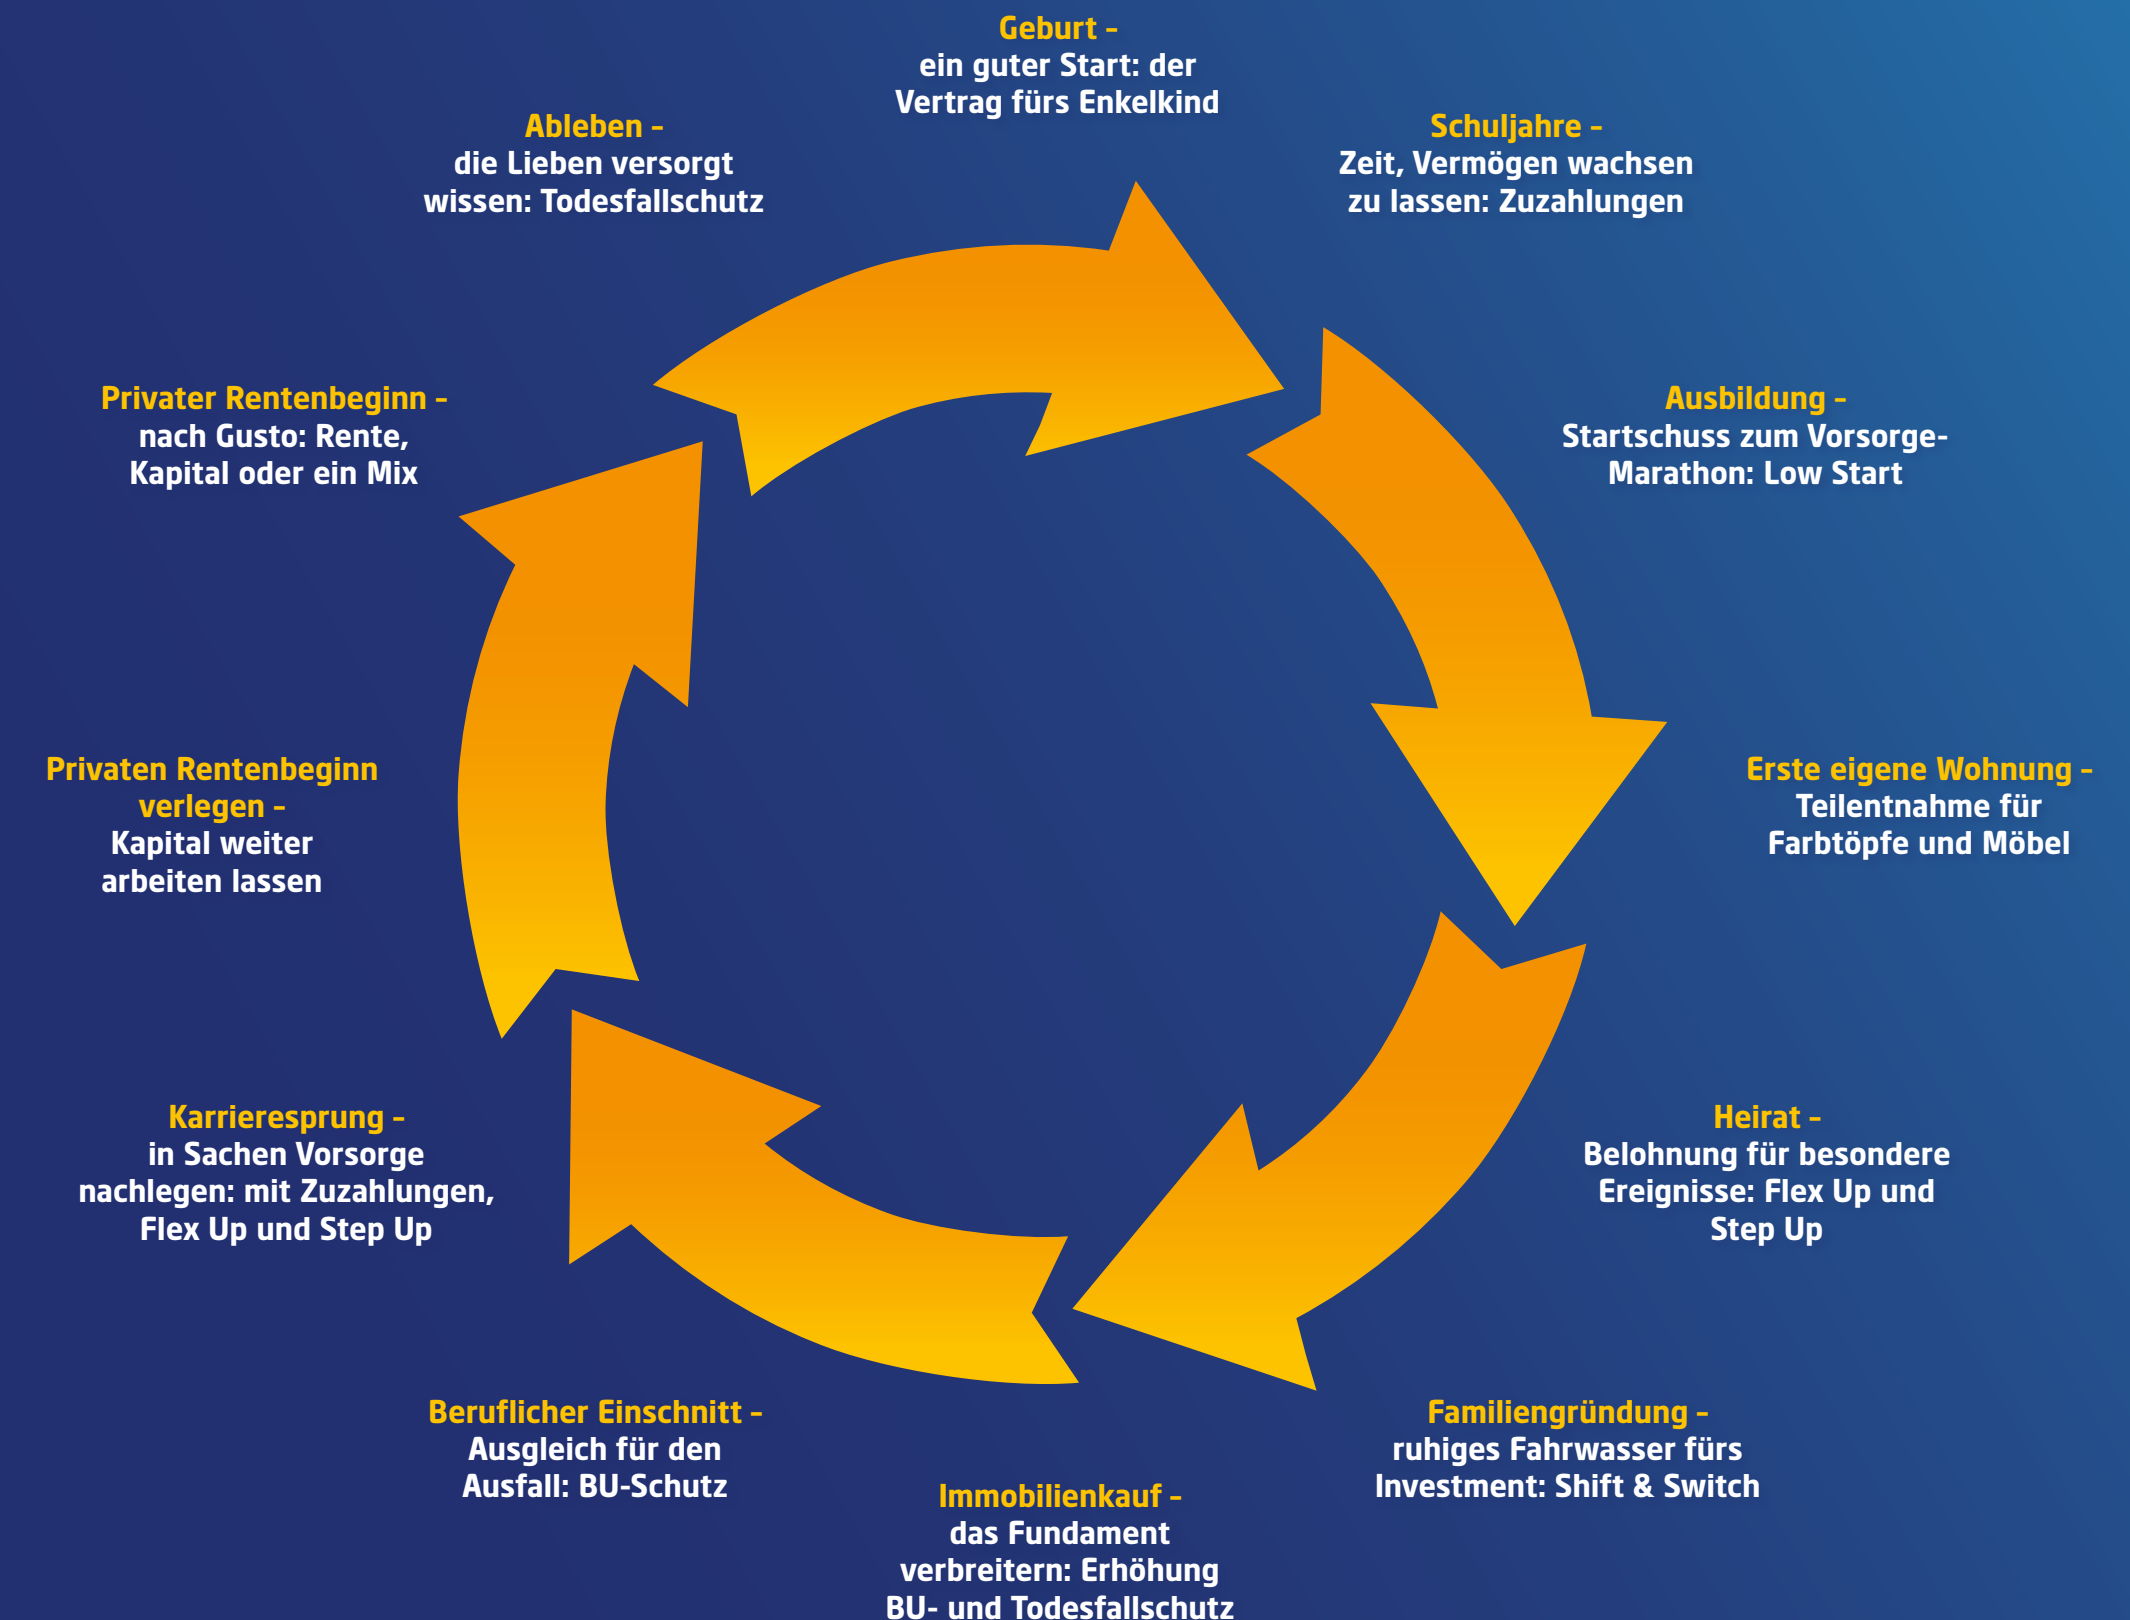 Geburt –
ein guter Start: der
Vertrag fürs Enkelkind
Schuljahre –
Zeit, Vermögen wachsen
zu lassen: Zuzahlungen
Ausbildung –
Startschuss zum Vorsorge-
Marathon: Low Start
Erste eigene Wohnung –
Teilentnahme für
Farbtöpfe und Möbel
Heirat –
Belohnung für besondere
Ereignisse: Flex Up und
Step Up
Familiengründung –
ruhiges Fahrwasser fürs
Investment: Shift & Switch
Immobilienkauf –
das Fundament
verbreitern: Erhöhung
BU- und Todesfallschutz
Beruflicher Einschnitt –
Ausgleich für den
Ausfall: BU-Schutz
Karrieresprung –
in Sachen Vorsorge
nachlegen: mit Zuzahlungen,
Flex Up und Step Up
Privaten Rentenbeginn
verlegen –
Kapital weiter
arbeiten lassen
Privater Rentenbeginn –
nach Gusto: Rente,
Kapital oder ein Mix
Ableben –
die Lieben versorgt
wissen: Todesfallschutz